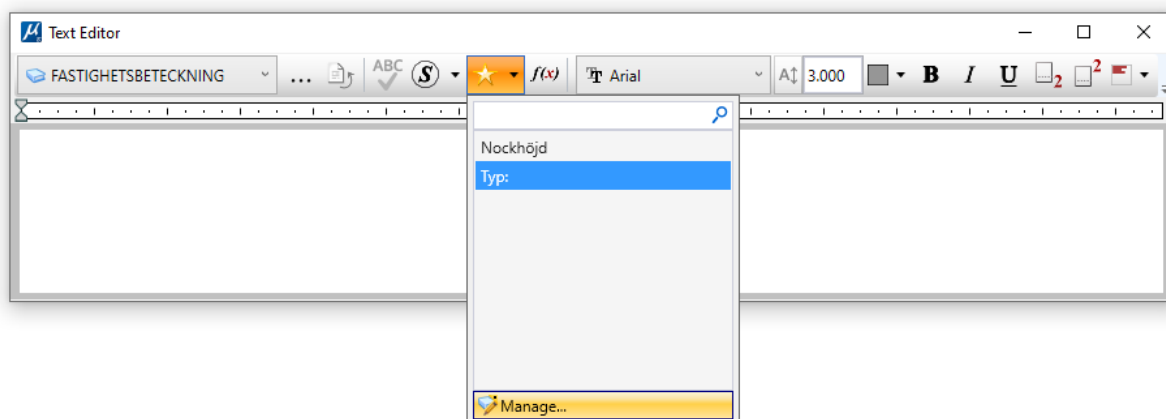 Text Editor
FASTIGHETSBETECKNING ... ABC S f(x) Arial 3.000 B I U 2 2
Nockhöjd
Typ:
Manage...